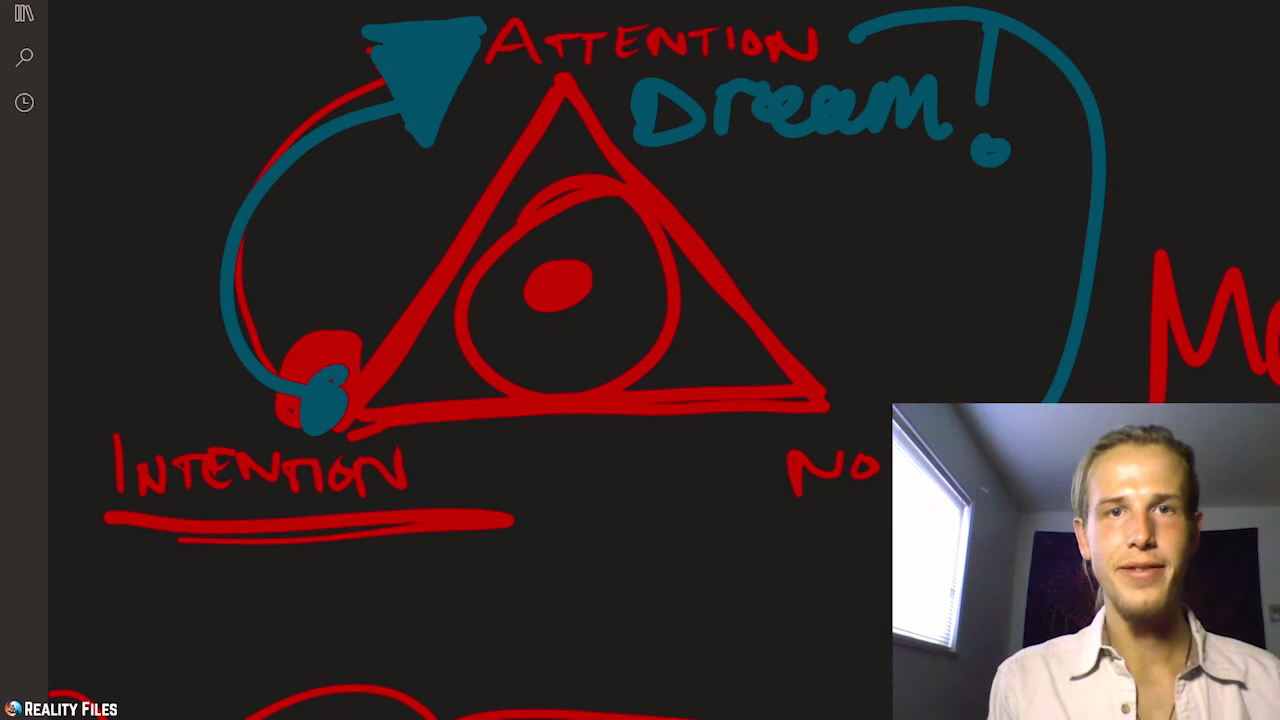 ATTENTION
Dream!
INTENTION
NO
REALITY FILES